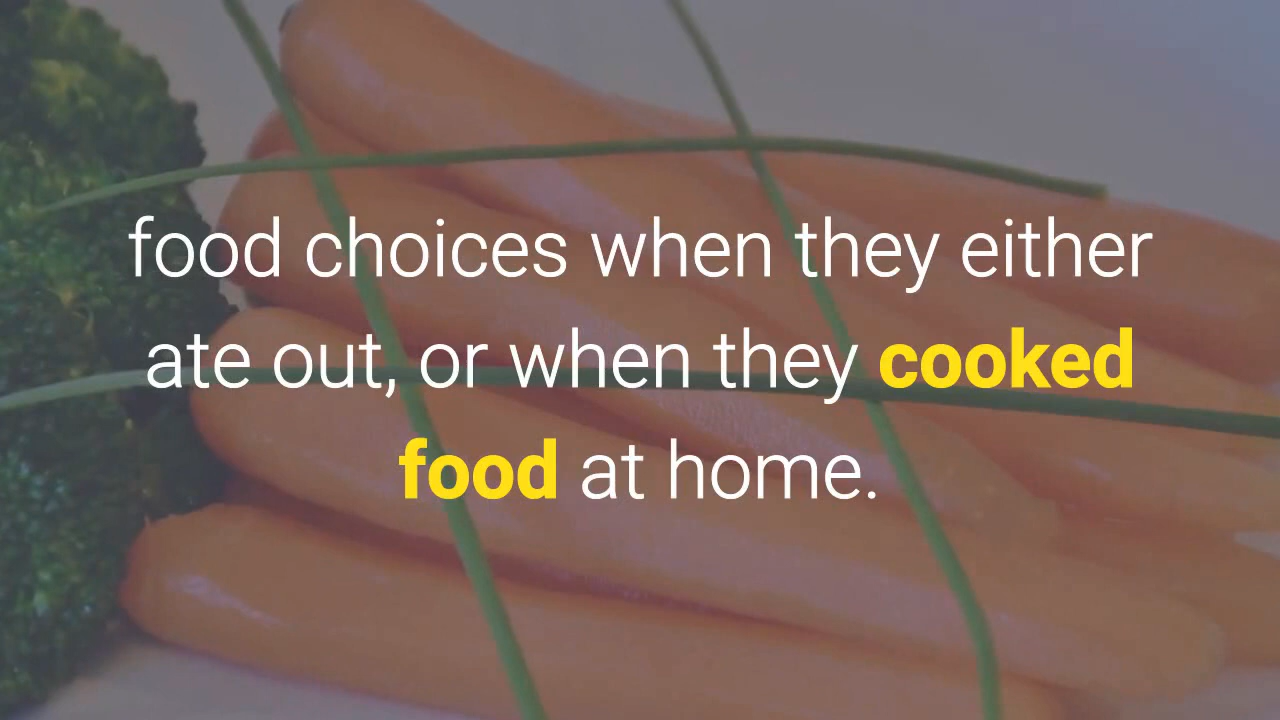 food choices when they either
ate out, or when they cooked
food at home.